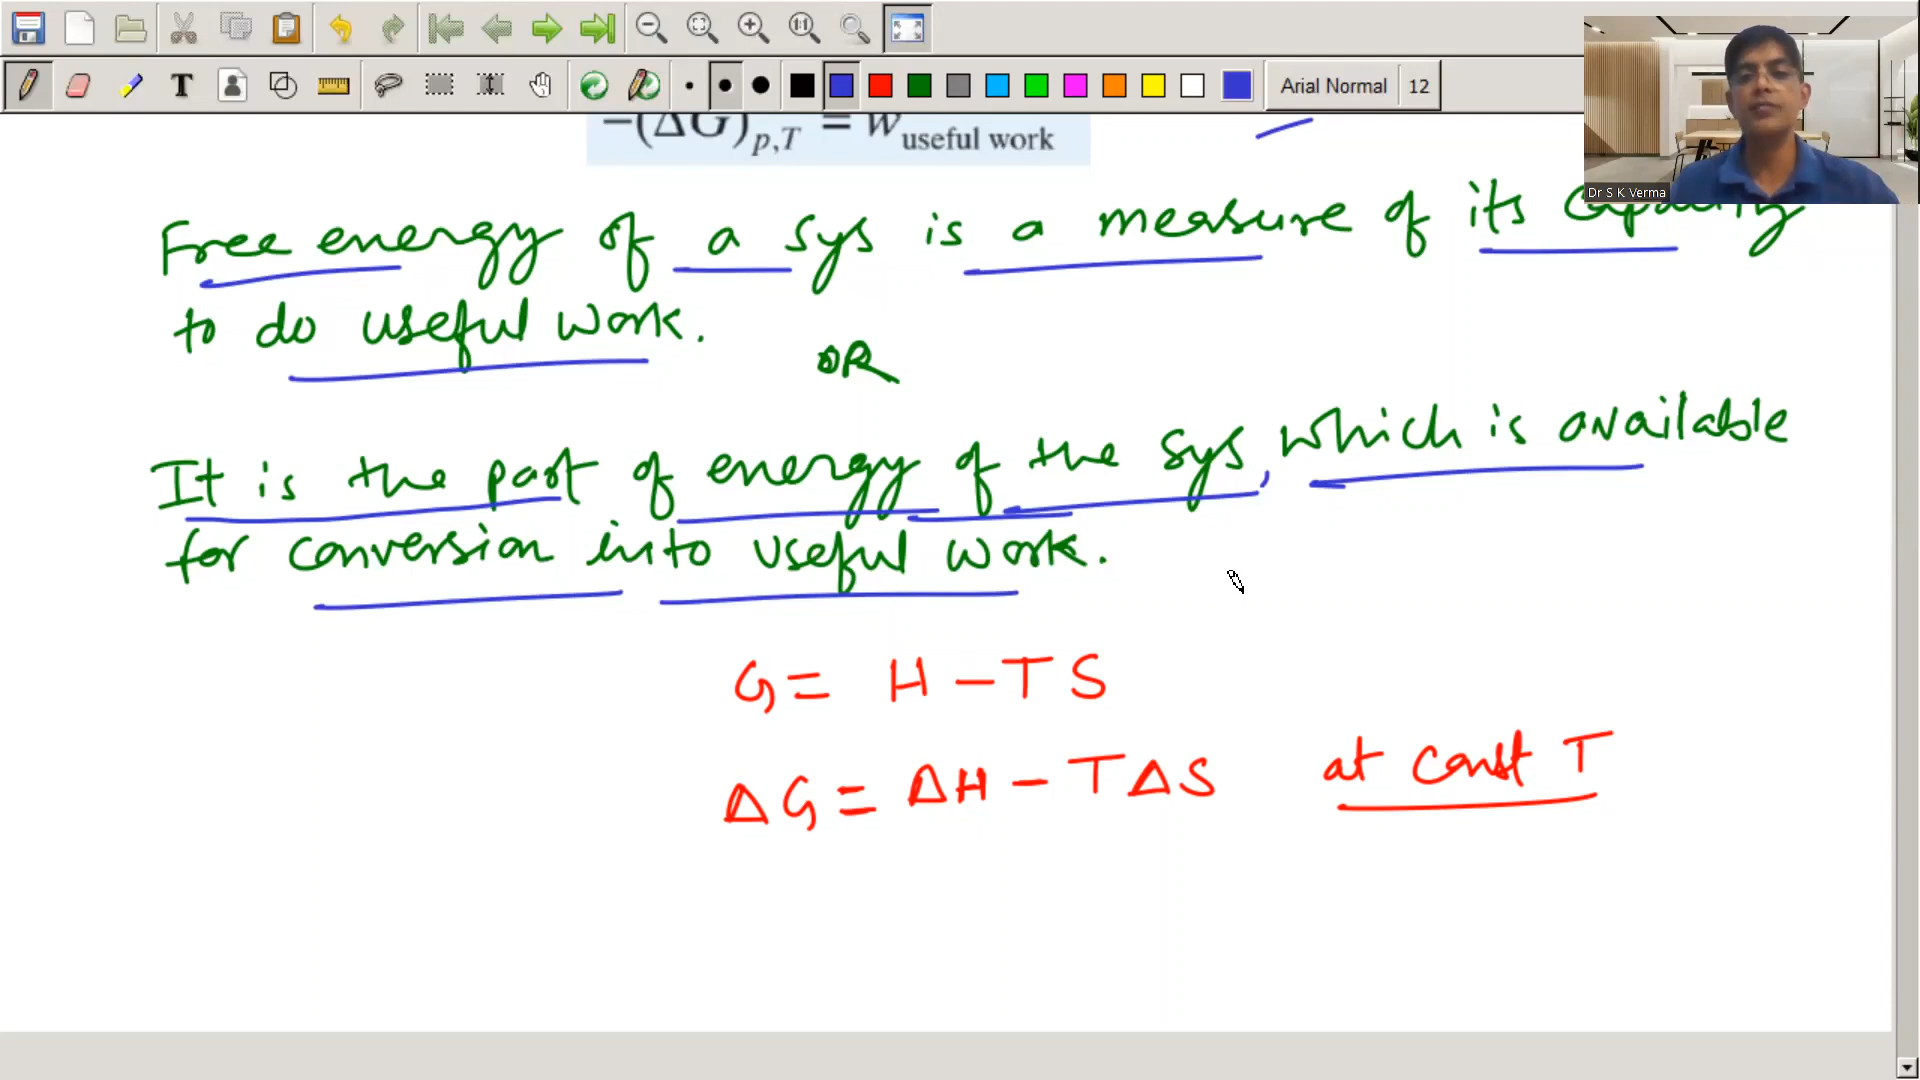 Arial Normal 12
Dr S K Verma
−(ΔG)p,T = w useful work
Free energy of a sys is a measure of its capacity
to do useful work.
OR
It is the part of energy of the sys, which is available
for conversion into useful work.
G = H − TS
ΔG = ΔH − TΔS at const T